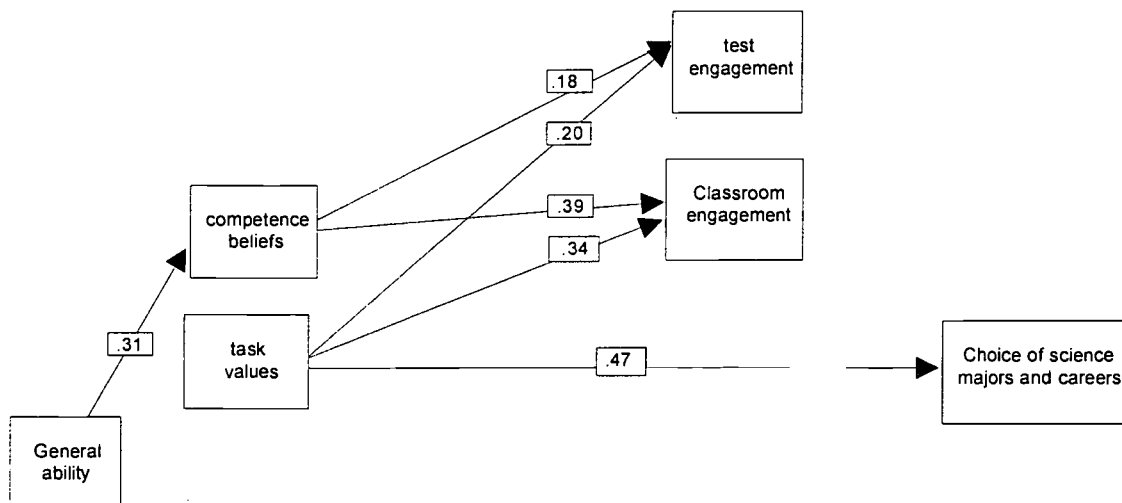 test
engagement
.18
.20
Classroom
engagement
competence
beliefs
.39
.34
.31
task
values
.47
Choice of science
majors and careers
General
ability